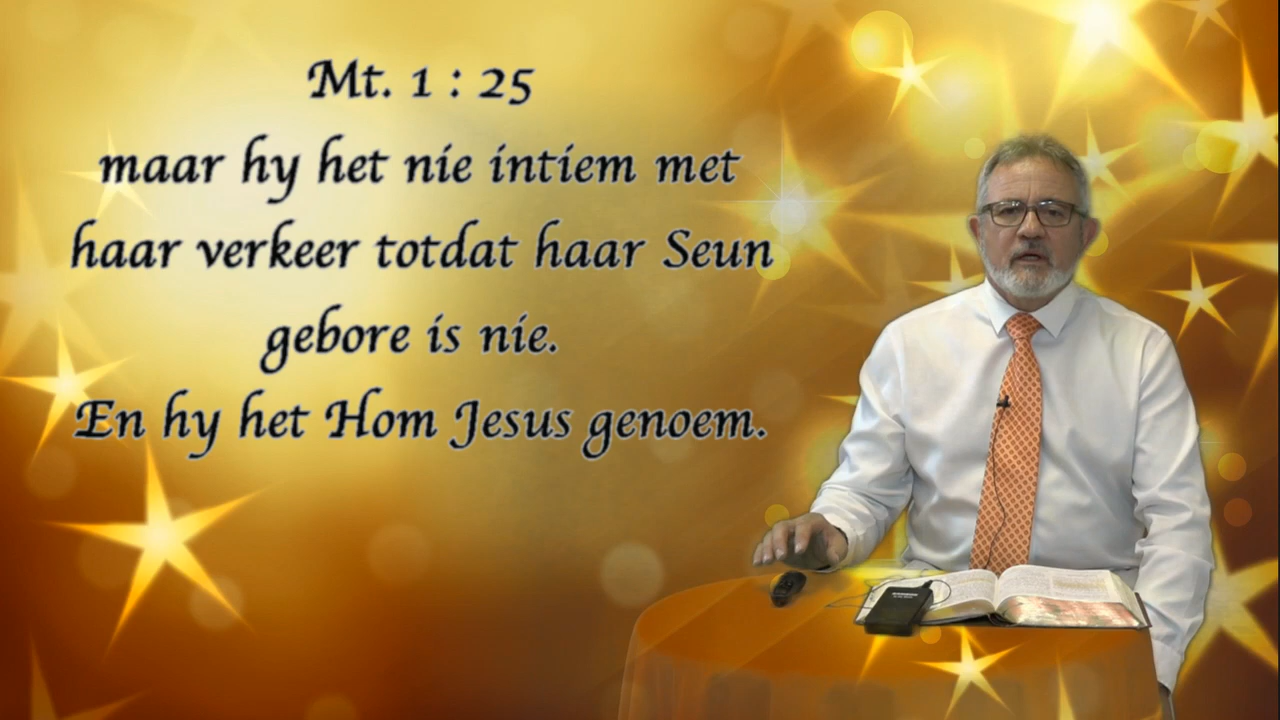 Mt. 1 : 25
maar hy het nie intiem met
haar verkeer totdat haar Seun
gebore is nie.
En hy het Hom Jesus genoem.